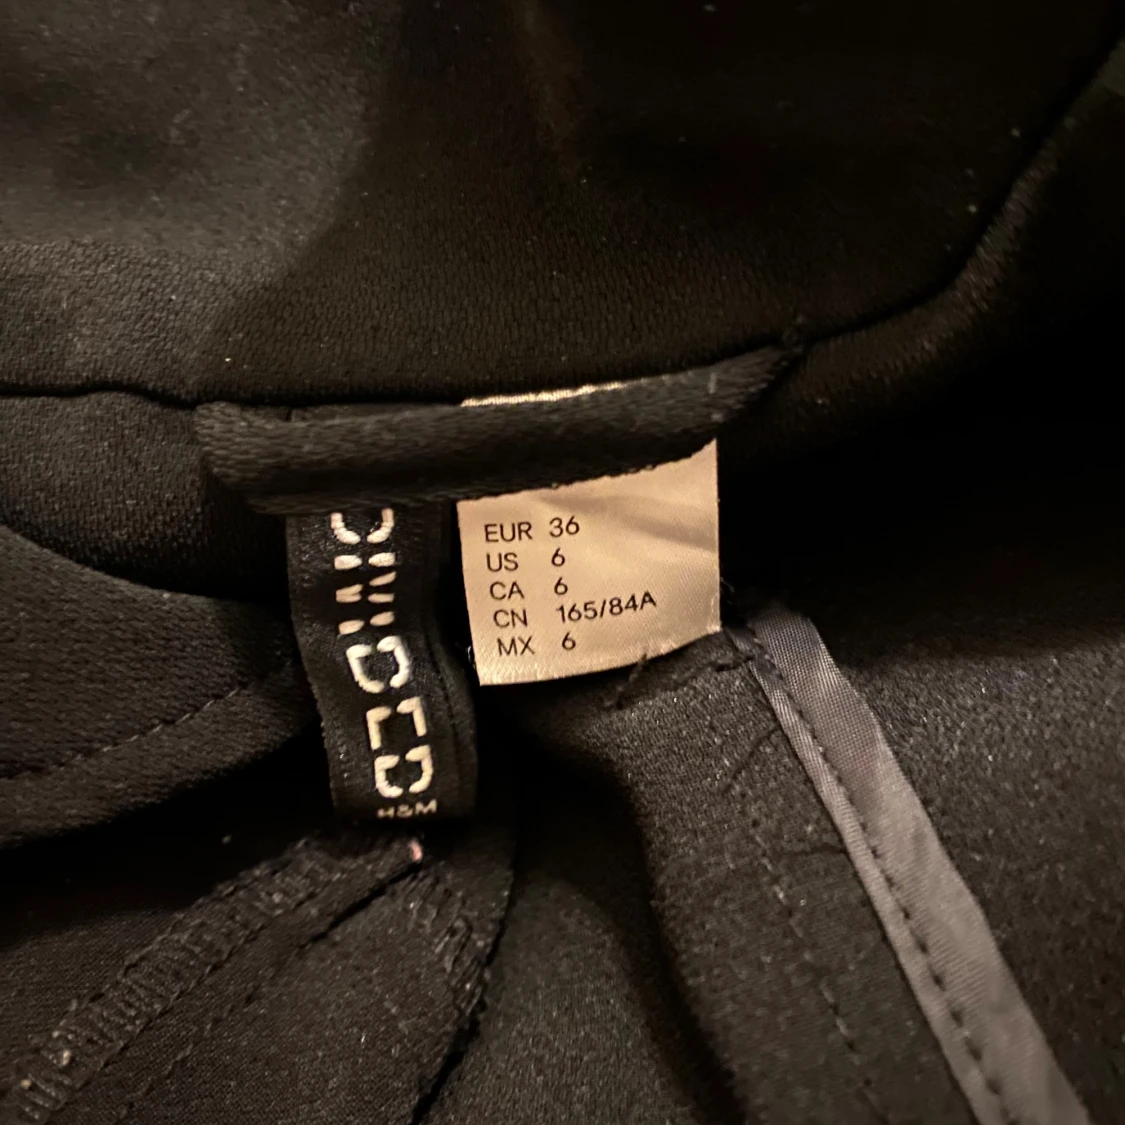 DIVIDED
H&M
EUR 36
US 6
CA 6
CN 165/84A
MX 6